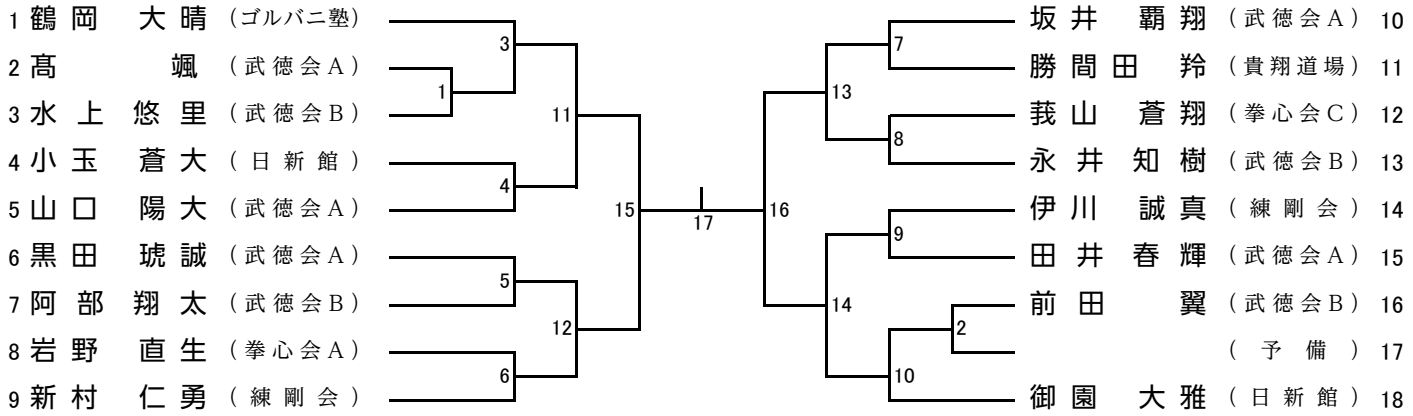 1 鶴岡 大晴 (ゴルバニ塾)
2 髙 颯 (武徳会A)
3 水上 悠里 (武徳会B)
4 小玉 蒼大 (日新館)
5 山口 陽大 (武徳会A)
6 黒田 琥誠 (武徳会A)
7 阿部 翔太 (武徳会B)
8 岩野 直生 (拳心会A)
9 新村 仁勇 (練剛会)
3
1
11
4
15
5
12
6
17
16
7
13
8
9
14
2
10
坂井 覇翔 (武徳会A) 10
勝間田 羚 (貴翔道場) 11
莪山 蒼翔 (拳心会C) 12
永井 知樹 (武徳会B) 13
伊川 誠真 (練剛会) 14
田井 春輝 (武徳会A) 15
前田 翼 (武徳会B) 16
(予備) 17
御園 大雅 (日新館) 18